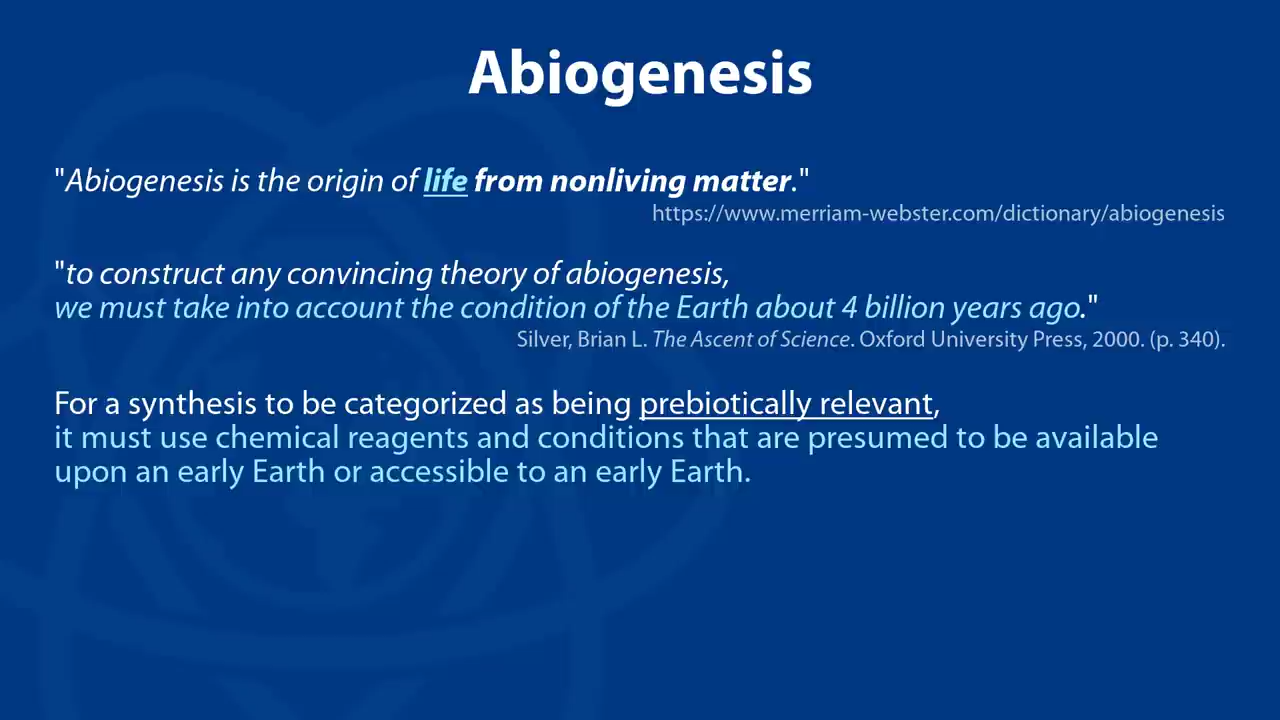 Abiogenesis
"Abiogenesis is the origin of life from nonliving matter."
https://www.merriam-webster.com/dictionary/abiogenesis
"to construct any convincing theory of abiogenesis,
we must take into account the condition of the Earth about 4 billion years ago."
Silver, Brian L. The Ascent of Science. Oxford University Press, 2000. (p. 340).
For a synthesis to be categorized as being prebiotically relevant,
it must use chemical reagents and conditions that are presumed to be available
upon an early Earth or accessible to an early Earth.